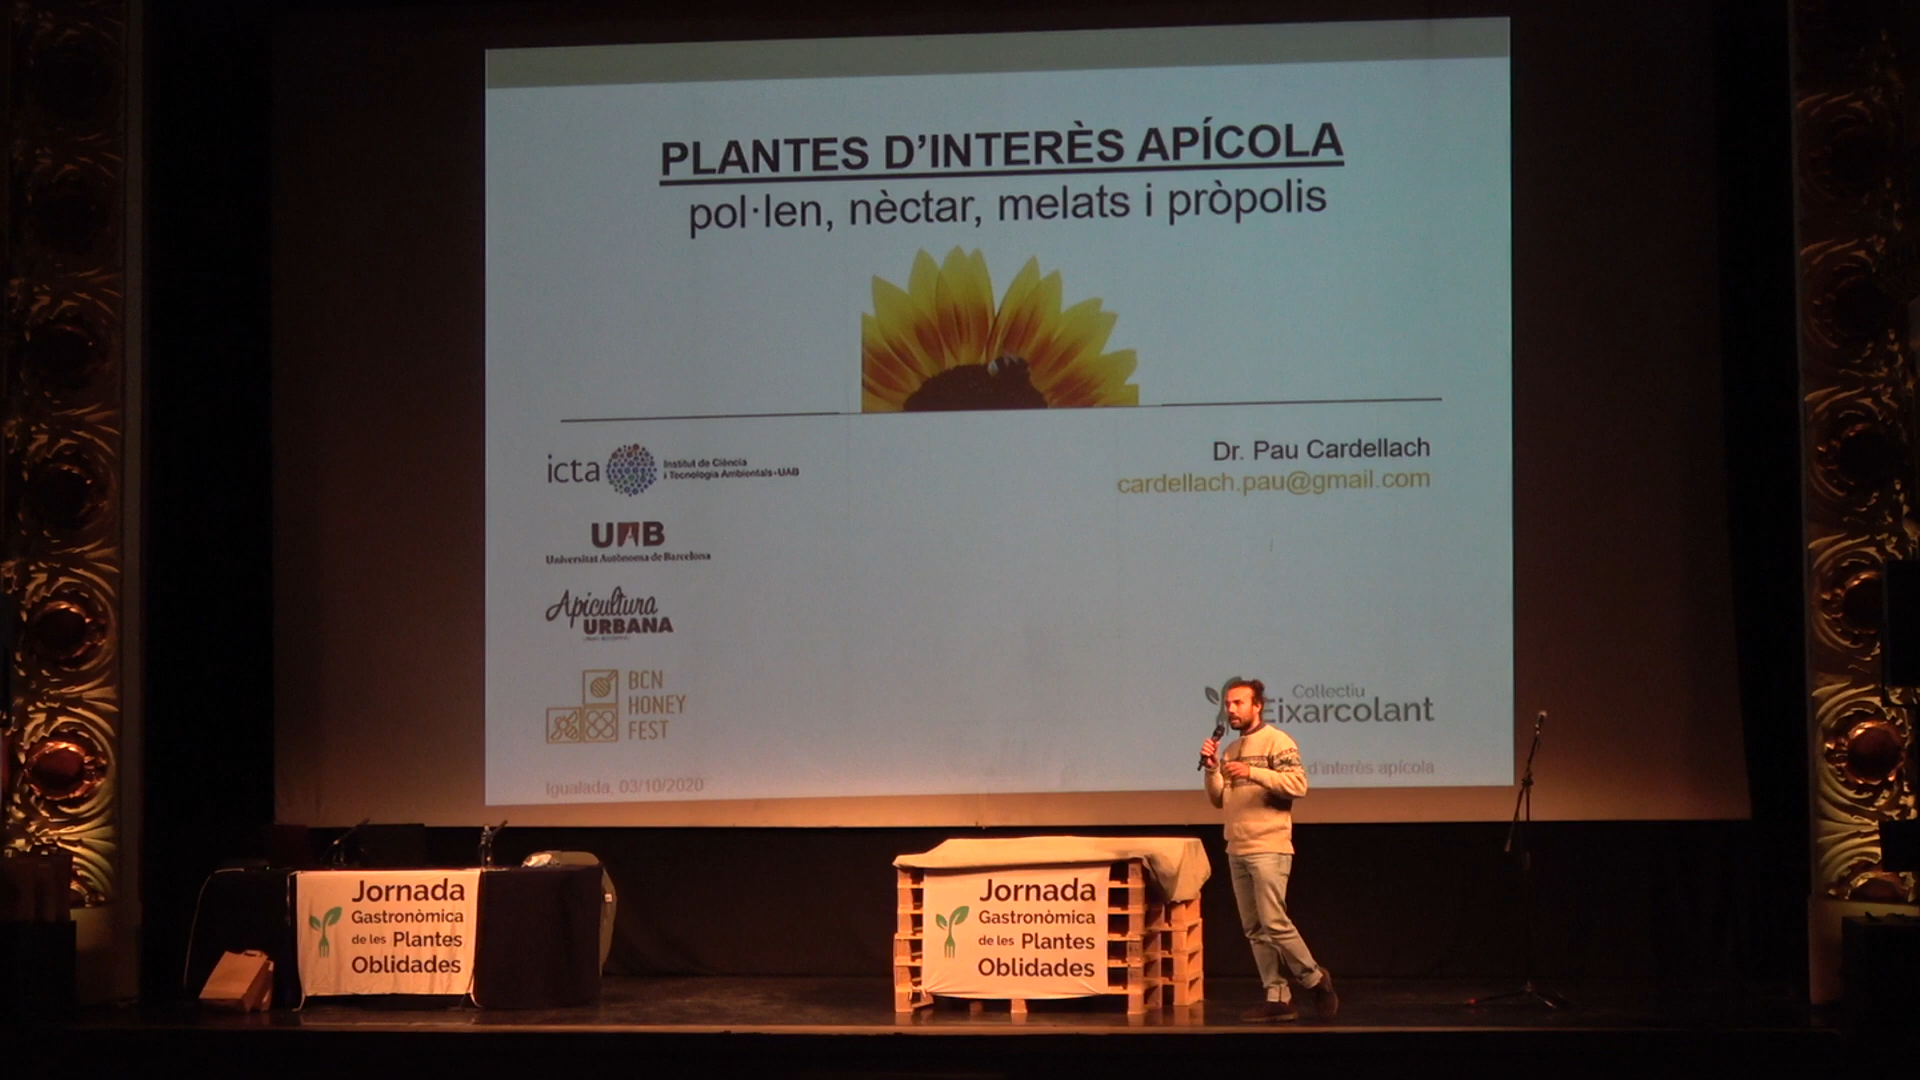 PLANTES D'INTERÈS APÍCOLA
pol·len, nèctar, melats i pròpolis
icta
Institut de Ciència
i Tecnologia Ambientals·UAB
Dr. Pau Cardellach
cardellach.pau@gmail.com
UAB
Universitat Autònoma de Barcelona
Apicultura
URBANA
BCN
HONEY
FEST
Col·lectiu
Eixarcolant
Igualada, 03/10/2020
d'interès apícola
Jornada
Gastronòmica
de les Plantes
Oblidades
Jornada
Gastronòmica
de les Plantes
Oblidades